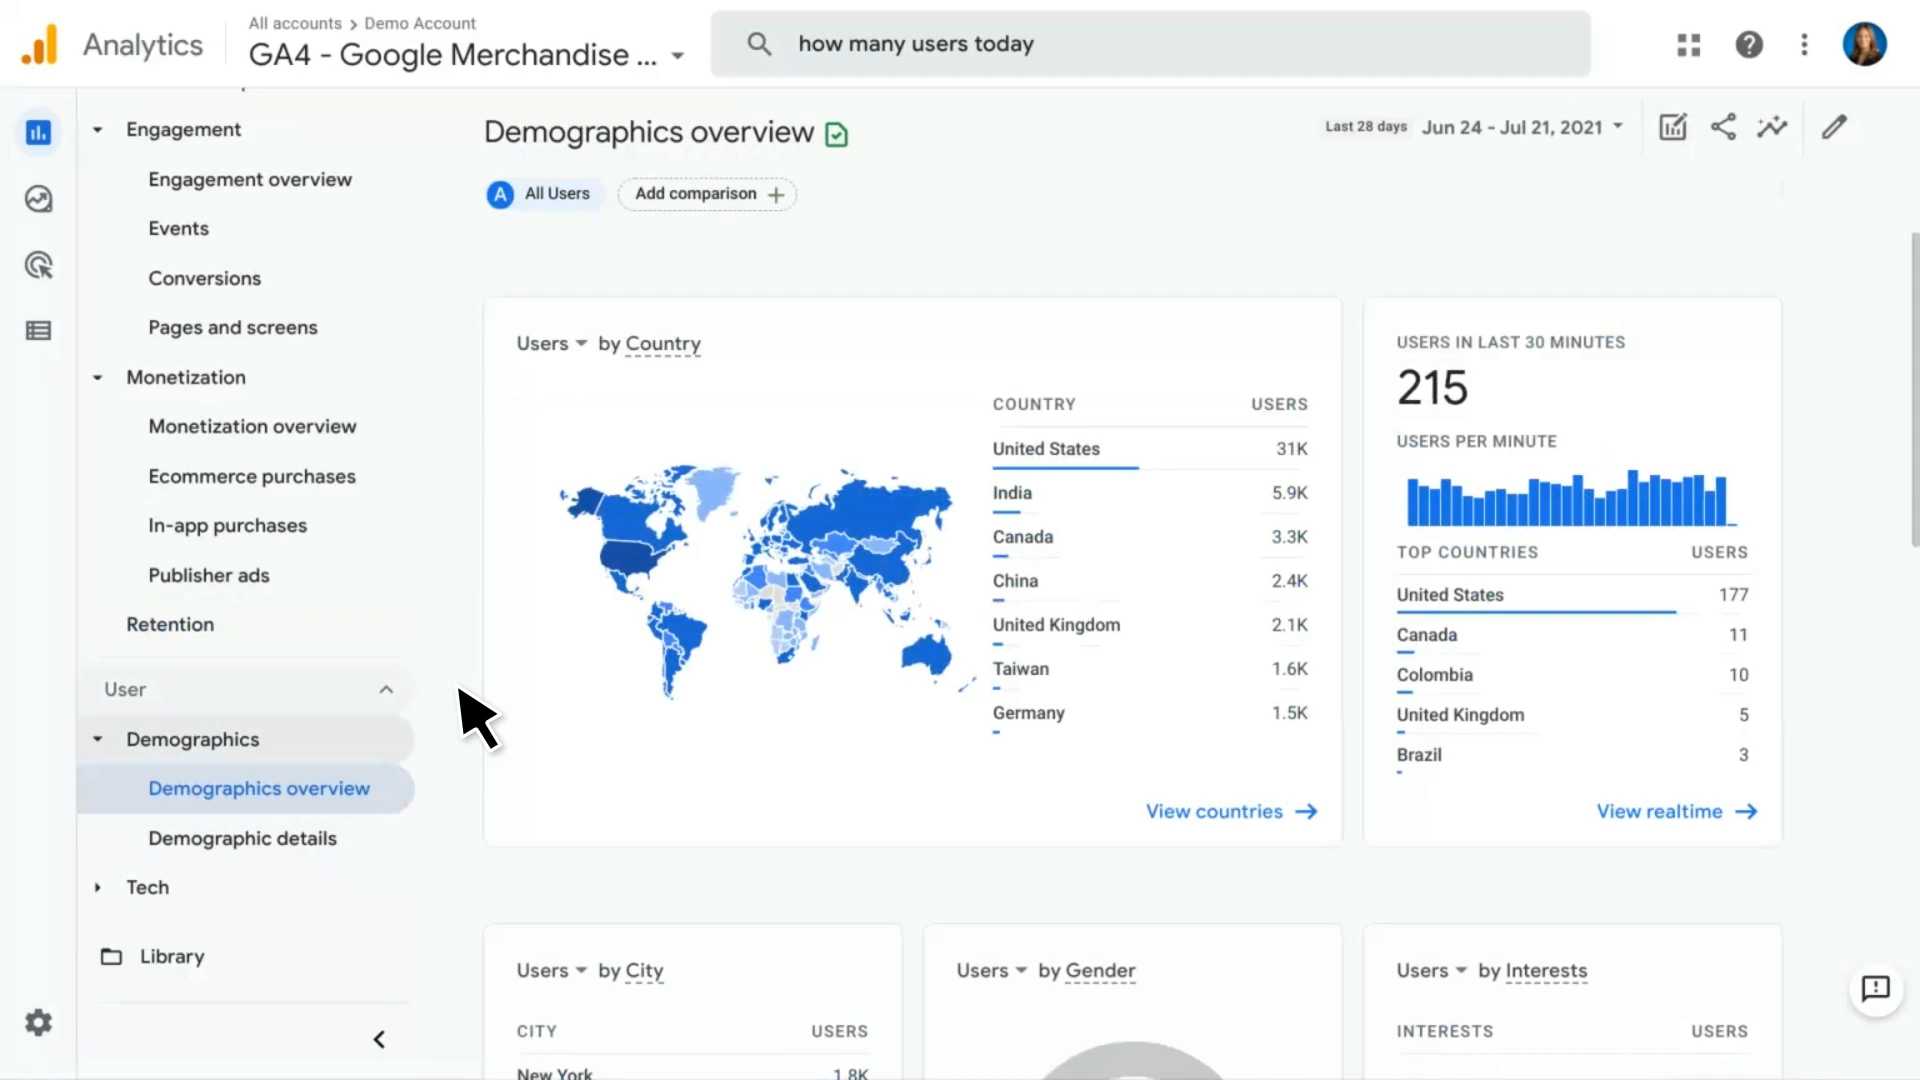 Analytics
All accounts > Demo Account
GA4 - Google Merchandise ...
how many users today
Engagement
Engagement overview
Events
Conversions
Pages and screens
Monetization
Monetization overview
Ecommerce purchases
In-app purchases
Publisher ads
Retention
User
Demographics
Demographics overview
Demographic details
Tech
Library
Demographics overview
Last 28 days Jun 24 - Jul 21, 2021
A All Users Add comparison +
Users by Country
COUNTRY USERS
United States 31K
India 5.9K
Canada 3.3K
China 2.4K
United Kingdom 2.1K
Taiwan 1.6K
Germany 1.5K
View countries
USERS IN LAST 30 MINUTES
215
USERS PER MINUTE
TOP COUNTRIES USERS
United States 177
Canada 11
Colombia 10
United Kingdom 5
Brazil 3
View realtime
Users by City
CITY USERS
New York 1.8K
Users by Gender
Users by Interests
INTERESTS USERS